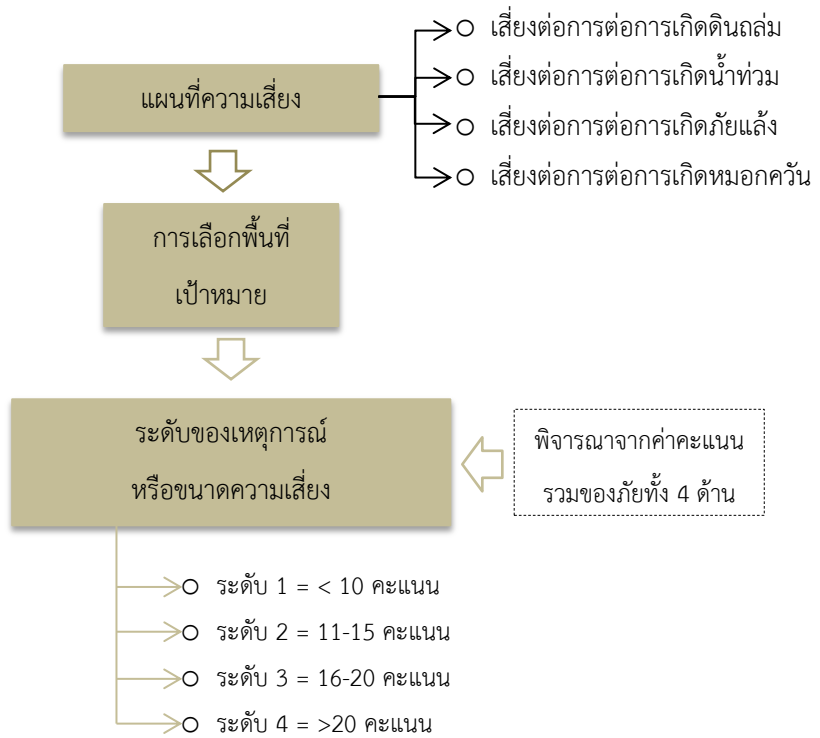 แผนที่ความเสี่ยง
เสี่ยงต่อการต่อการเกิดดินถล่ม
เสี่ยงต่อการต่อการเกิดน้ำท่วม
เสี่ยงต่อการต่อการเกิดภัยแล้ง
เสี่ยงต่อการต่อการเกิดหมอกควัน
การเลือกพื้นที่
เป้าหมาย
ระดับของเหตุการณ์
หรือขนาดความเสี่ยง
พิจารณาจากค่าคะแนน
รวมของภัยทั้ง 4 ด้าน
ระดับ 1 = < 10 คะแนน
ระดับ 2 = 11-15 คะแนน
ระดับ 3 = 16-20 คะแนน
ระดับ 4 = >20 คะแนน